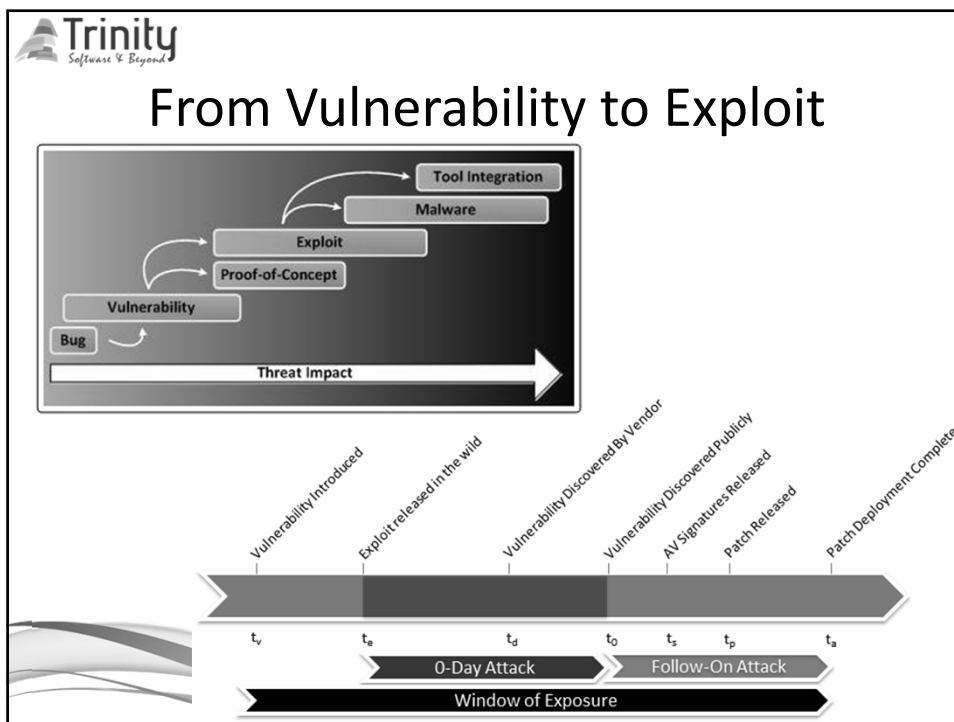 Trinity
Software & Beyond
From Vulnerability to Exploit
Tool Integration
Malware
Exploit
Proof-of-Concept
Vulnerability
Bug
Threat Impact
Vulnerability Introduced
Exploit released in the wild
Vulnerability Discovered By Vendor
Vulnerability Discovered Publicly
AV Signatures Released
Patch Released
Patch Deployment Complete
tv
te
td
t0
ts
tp
ta
0-Day Attack
Follow-On Attack
Window of Exposure